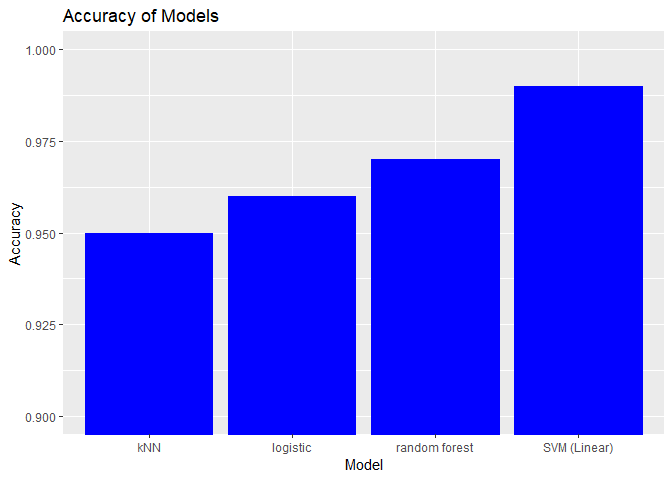 Accuracy of Models
Accuracy
1.000
0.975
0.950
0.925
0.900
kNN
logistic
random forest
SVM (Linear)
Model